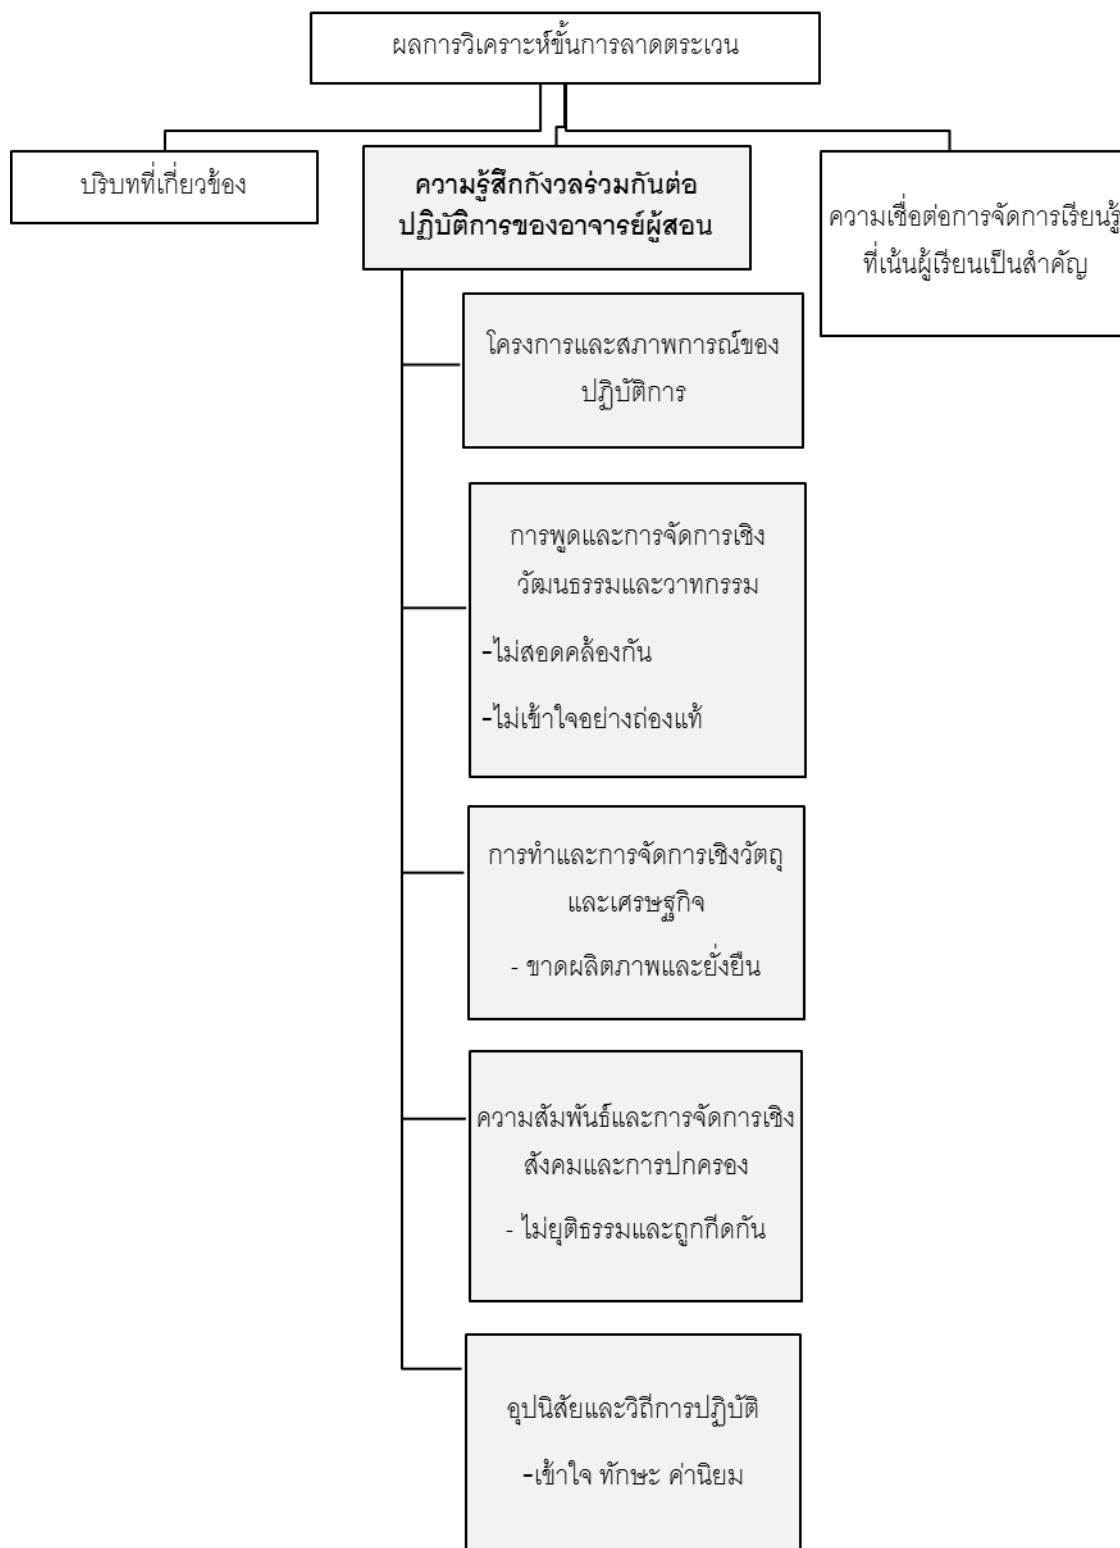 ผลการวิเคราะห์ขั้นการลาดตระเวน
บริบทที่เกี่ยวข้อง
ความรู้สึกกังวลร่วมกันต่อ
ปฏิบัติการของอาจารย์ผู้สอน
ความเชื่อต่อการจัดการเรียนรู้
ที่เน้นผู้เรียนเป็นสำคัญ
โครงการและสภาพการณ์ของ
ปฏิบัติการ
การพูดและการจัดการเชิง
วัฒนธรรมและวาทกรรม
-ไม่สอดคล้องกัน
-ไม่เข้าใจอย่างถ่องแท้
การทำและการจัดการเชิงวัตถุ
และเศรษฐกิจ
- ขาดผลิตภาพและยั่งยืน
ความสัมพันธ์และการจัดการเชิง
สังคมและการปกครอง
- ไม่ยุติธรรมและถูกกีดกัน
อุปนิสัยและวิถีการปฏิบัติ
-เข้าใจ ทักษะ ค่านิยม